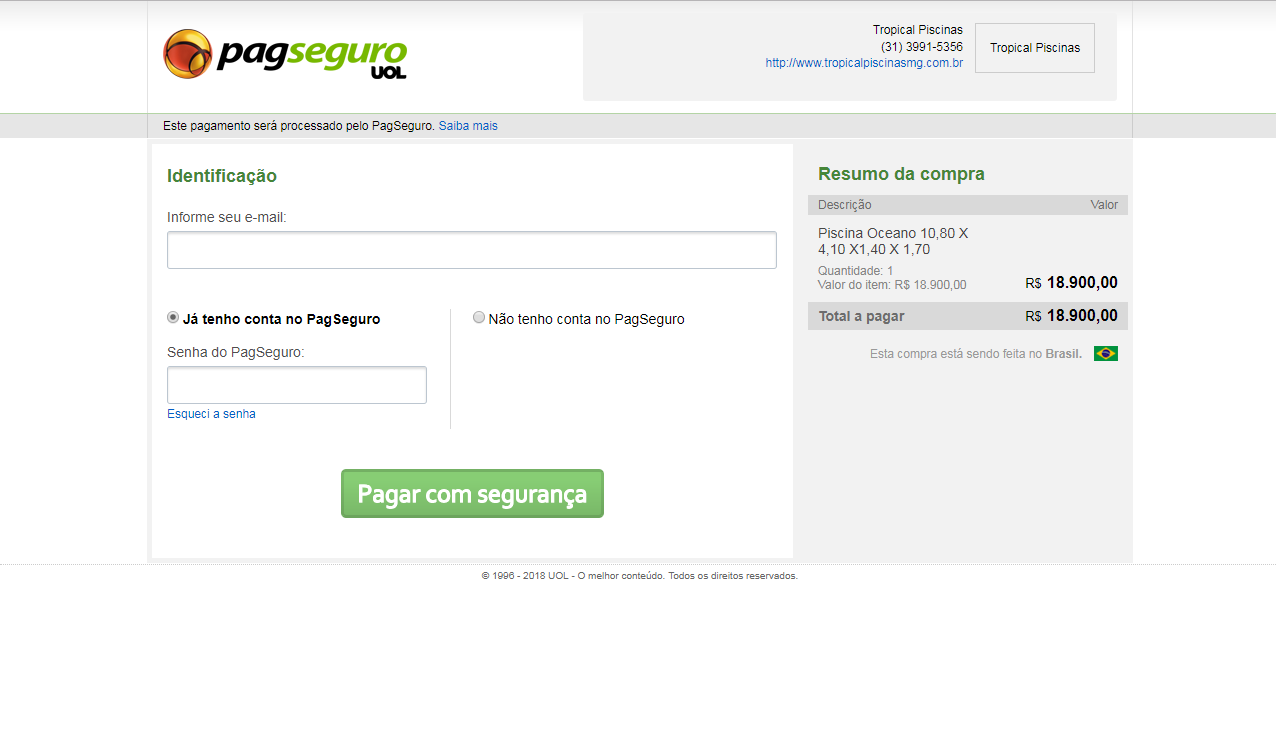 pagseguro
UOL
Tropical Piscinas
(31) 3991-5356
http://www.tropicalpiscinasmg.com.br
Tropical Piscinas
Este pagamento será processado pelo PagSeguro. Saiba mais
Identificação
Informe seu e-mail:
Já tenho conta no PagSeguro
Senha do PagSeguro:
Esqueci a senha
Não tenho conta no PagSeguro
Pagar com segurança
Resumo da compra
Descrição Valor
Piscina Oceano 10,80 X
4,10 X1,40 X 1,70
Quantidade: 1
Valor do item: R$ 18.900,00 R$ 18.900,00
Total a pagar R$ 18.900,00
Esta compra está sendo feita no Brasil.
© 1996 - 2018 UOL - O melhor conteúdo. Todos os direitos reservados.